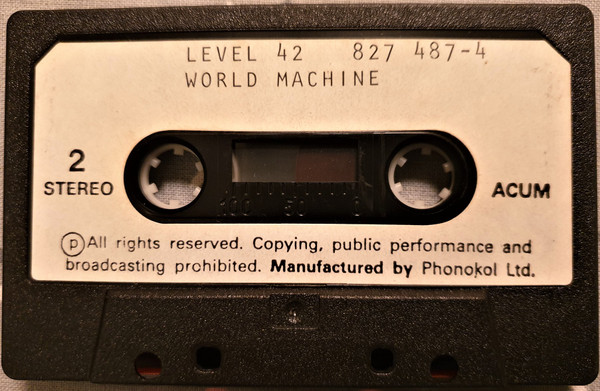 LEVEL 42 827 487-4
WORLD MACHINE
2
STEREO
ACUM
100 50 0
ⓟ All rights reserved. Copying, public performance and
broadcasting prohibited. Manufactured by Phonokol Ltd.